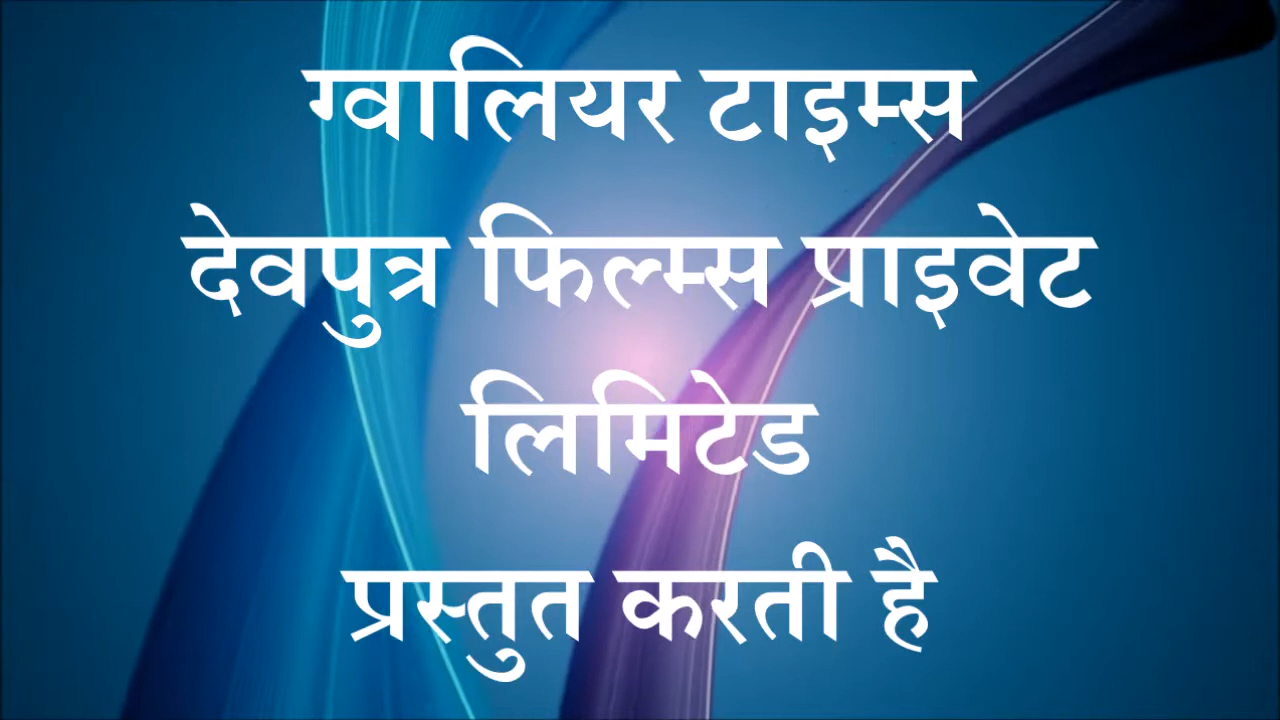 ग्वालियर टाइम्स
देवपुत्र फिल्म्स प्राइवेट
लिमिटेड
प्रस्तुत करती है